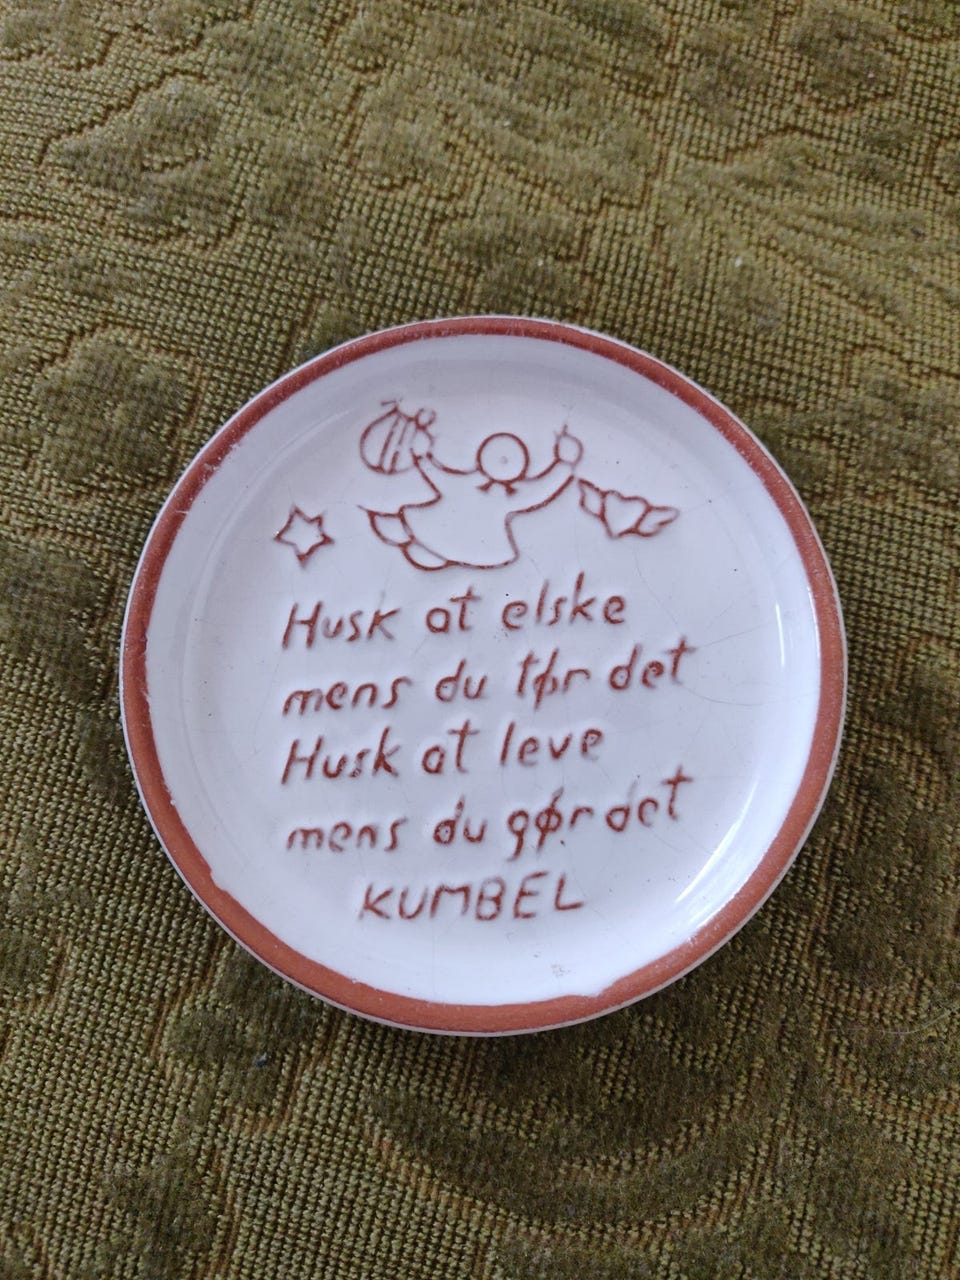 Husk at elske
mens du tør det
Husk at leve
mens du gør det
KUMBEL